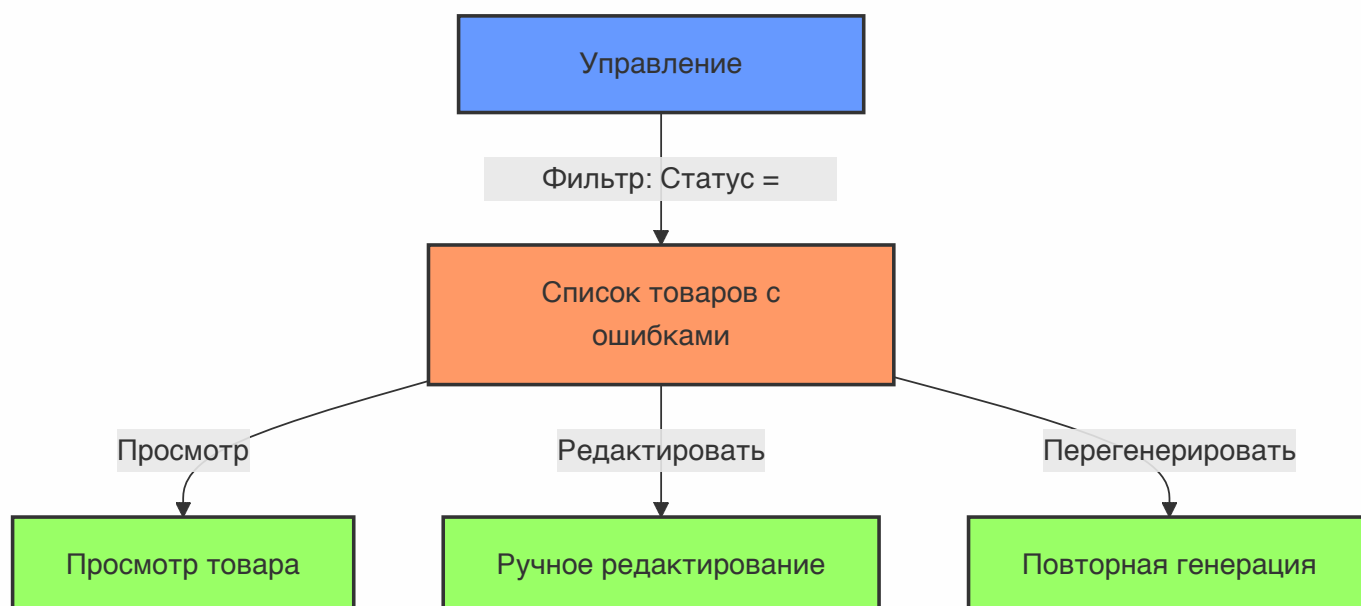 Управление
Фильтр: Статус =
Список товаров с
ошибками
Просмотр
Редактировать
Перегенерировать
Просмотр товара
Ручное редактирование
Повторная генерация